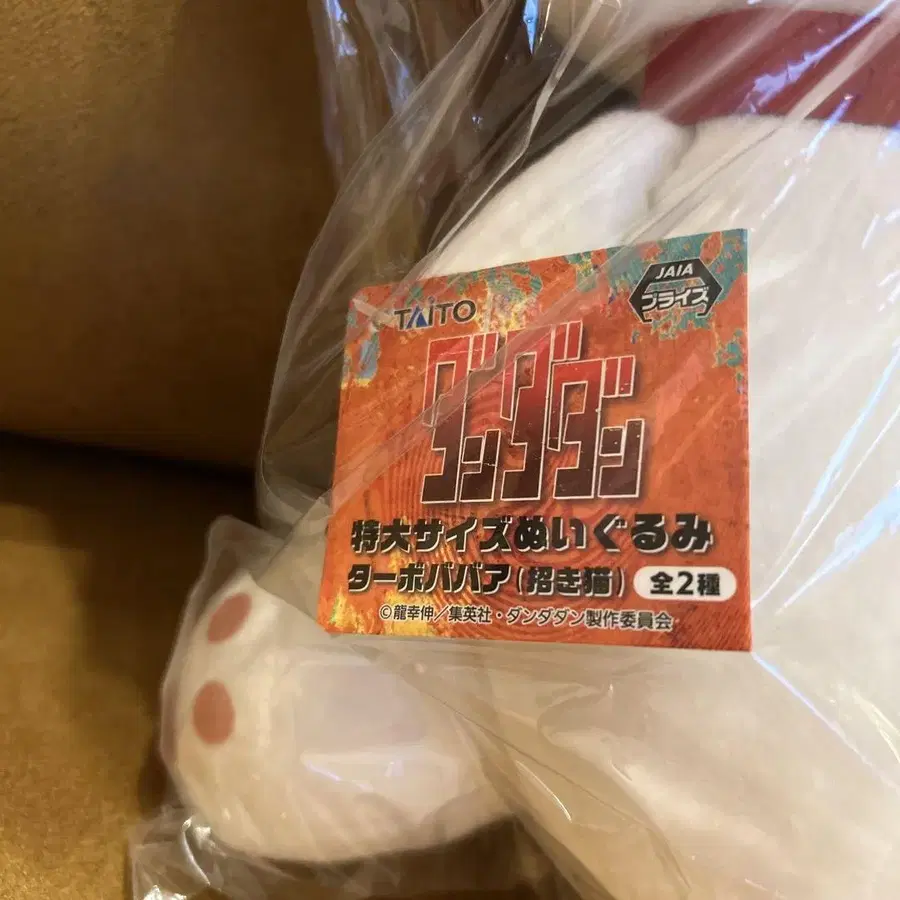 TAITO
JAIA
プライズ
ダンダダン
特大サイズぬいぐるみ
ターボババア(招き猫) 全2種
©龍幸伸/集英社・ダンダダン製作委員会